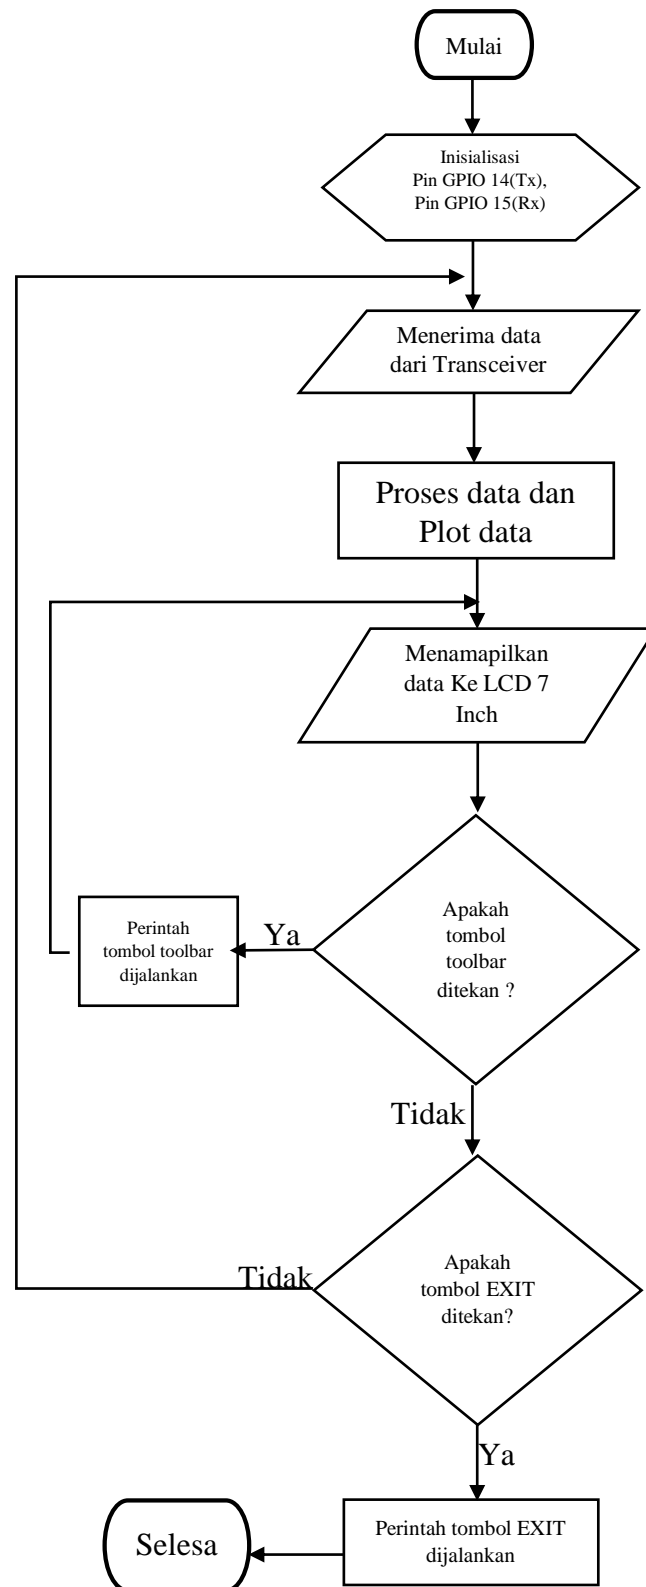 Mulai
Inisialisasi
Pin GPIO 14(Tx),
Pin GPIO 15(Rx)
Menerima data
dari Transceiver
Proses data dan
Plot data
Menamapilkan
data Ke LCD 7
Inch
Apakah
tombol
toolbar
ditekan ?
Ya
Perintah
tombol toolbar
dijalankan
Tidak
Apakah
tombol EXIT
ditekan?
Tidak
Ya
Perintah tombol EXIT
dijalankan
Selesa